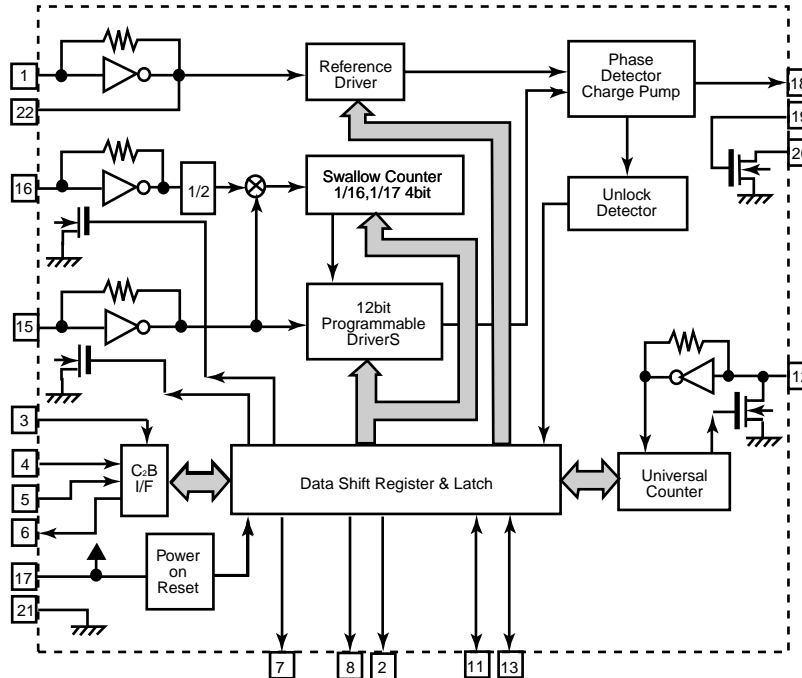 1
22
Reference
Driver
Phase
Detector
Charge Pump
18
19
20
16
1/2
Swallow Counter
1/16,1/17 4bit
Unlock
Detector
15
12bit
Programmable
DriverS
3
4
5
6
C2B
I/F
Data Shift Register & Latch
Universal
Counter
17
Power
on
Reset
21
7
8
2
11
13